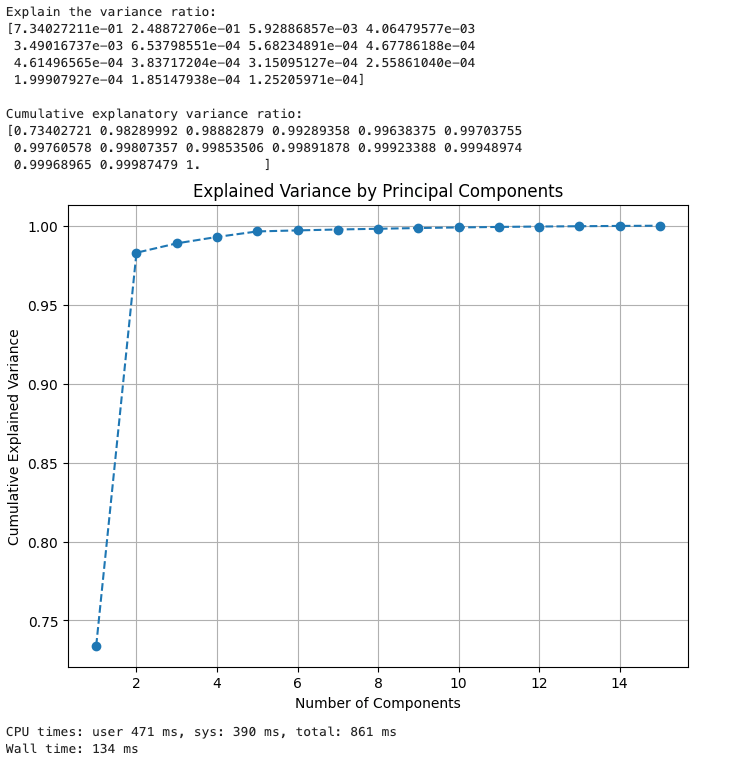 Explain the variance ratio:
[7.34027211e-01 2.48872706e-01 5.92886857e-03 4.06479577e-03
3.49016737e-03 6.53798551e-04 5.68234891e-04 4.67786188e-04
4.61496565e-04 3.83717204e-04 3.15095127e-04 2.55861040e-04
1.99907927e-04 1.85147938e-04 1.25205971e-04]
Cumulative explanatory variance ratio:
[0.73402721 0.98289992 0.98882879 0.99289358 0.99638375 0.99703755
0.99760578 0.99807357 0.99853506 0.99891878 0.99923388 0.99948974
0.99968965 0.99987479 1. ]
Explained Variance by Principal Components
1.00
0.95
0.90
0.85
0.80
0.75
Cumulative Explained Variance
2 4 6 8 10 12 14
Number of Components
CPU times: user 471 ms, sys: 390 ms, total: 861 ms
Wall time: 134 ms